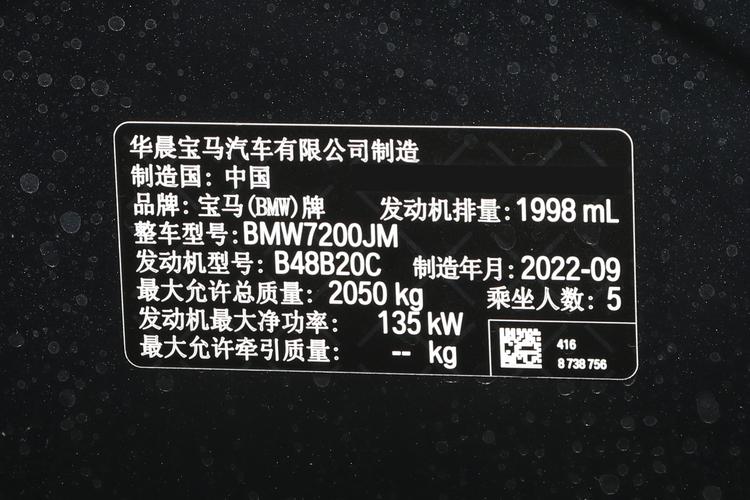 华晨宝马汽车有限公司制造
制造国：中国
品牌：宝马(BMW)牌 发动机排量：1998 mL
整车型号：BMW7200JM
发动机型号：B48B20C 制造年月：2022-09
最大允许总质量：2050 kg 乘坐人数：5
发动机最大净功率：135 kW
最大允许牵引质量：-- kg
416
8 738 756